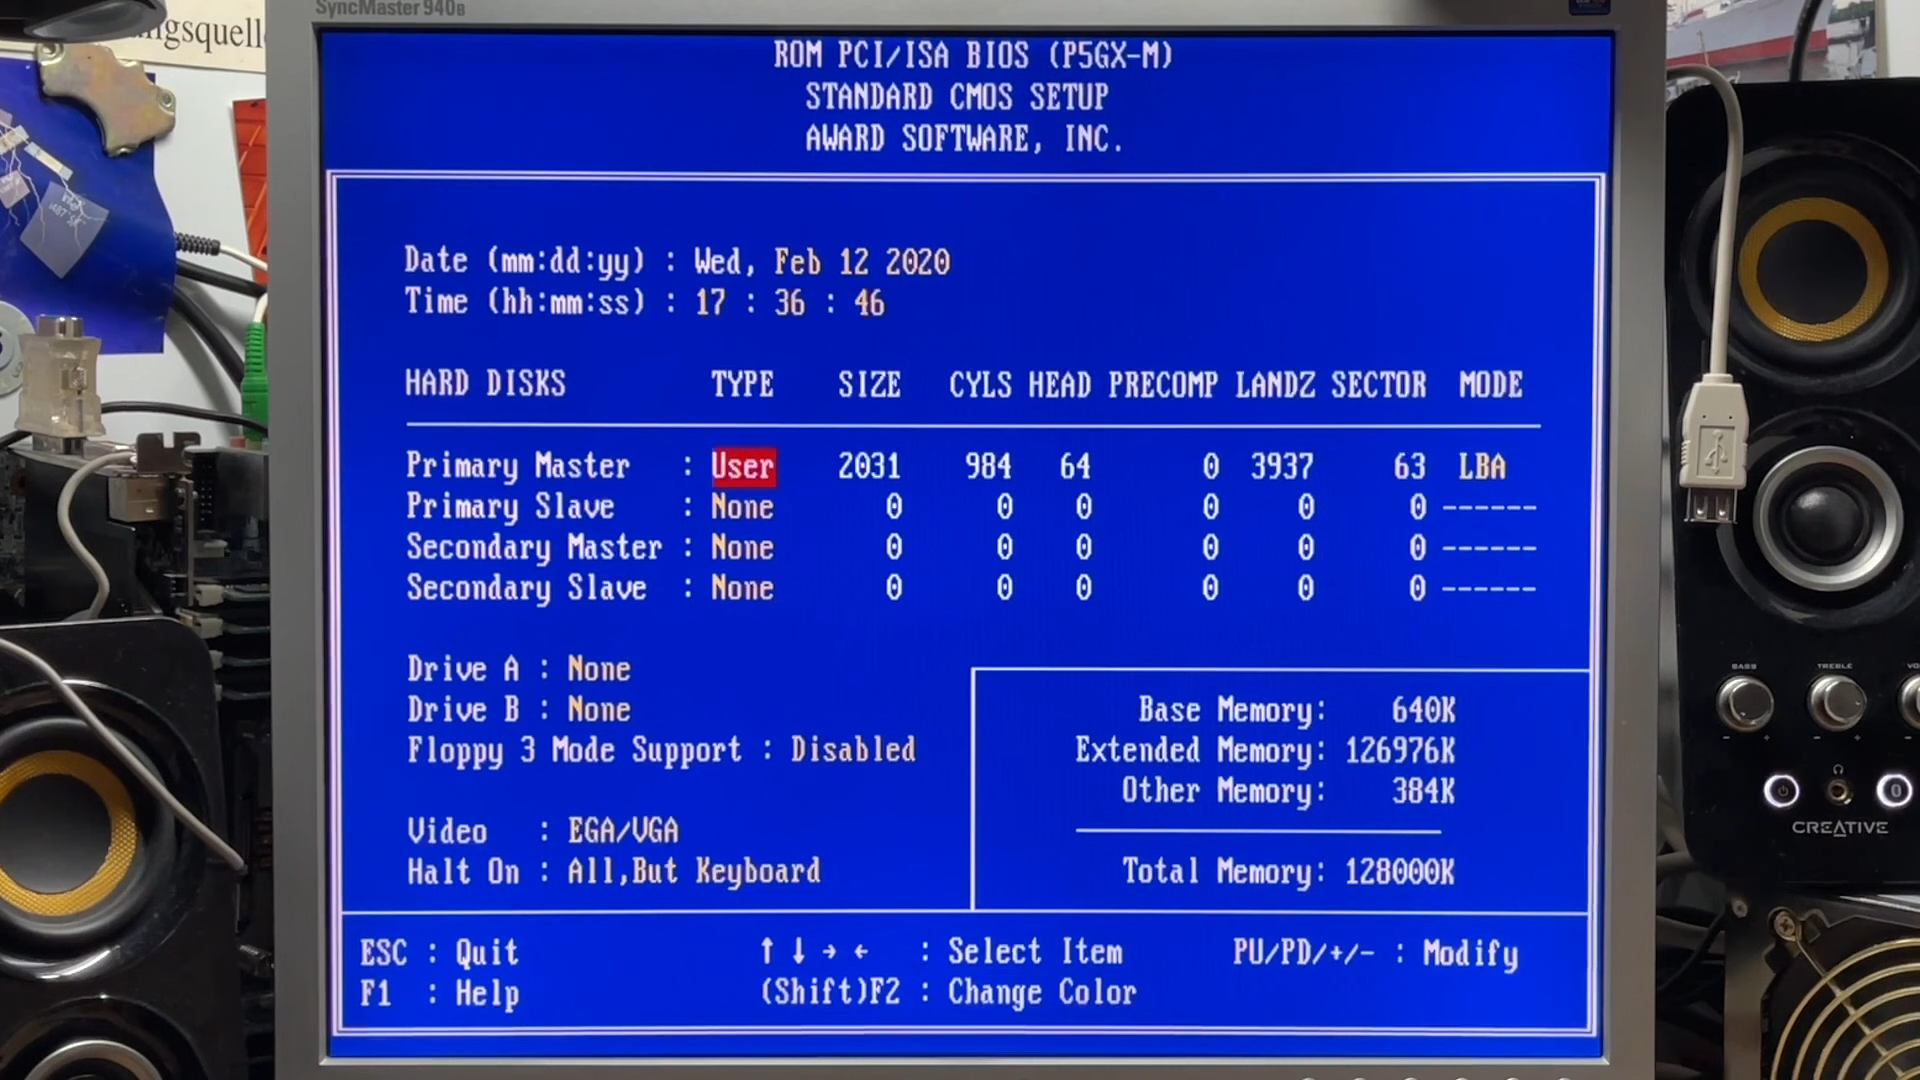 SyncMaster 940B
ngsquelle
ROM PCI/ISA BIOS (P5GX-M)
STANDARD CMOS SETUP
AWARD SOFTWARE, INC.
Date (mm:dd:yy) : Wed, Feb 12 2020
Time (hh:mm:ss) : 17 : 36 : 46
HARD DISKS TYPE SIZE CYLS HEAD PRECOMP LANDZ SECTOR MODE
Primary Master : User 2031 984 64 0 3937 63 LBA
Primary Slave : None 0 0 0 0 0 0 ------
Secondary Master : None 0 0 0 0 0 0 ------
Secondary Slave : None 0 0 0 0 0 0 ------
Drive A : None
Drive B : None
Floppy 3 Mode Support : Disabled
Video : EGA/VGA
Halt On : All,But Keyboard
Base Memory: 640K
Extended Memory: 126976K
Other Memory: 384K
Total Memory: 128000K
ESC : Quit
F1 : Help
↑ ↓ → ← : Select Item
(Shift)F2 : Change Color
PU/PD/+/- : Modify
BASS
TREBLE
CREATIVE